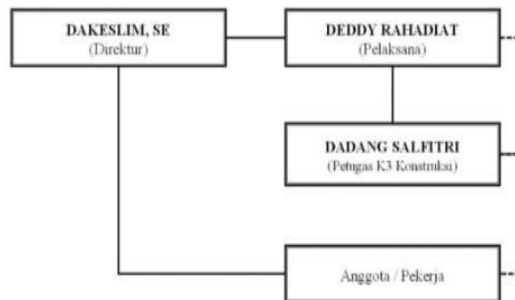 DAKESLIM, SE
(Direktur)
DEDDY RAHADIAT
(Pelaksana)
DADANG SALFITRI
(Petugas K3 Konstruksi)
Anggota / Pekerja